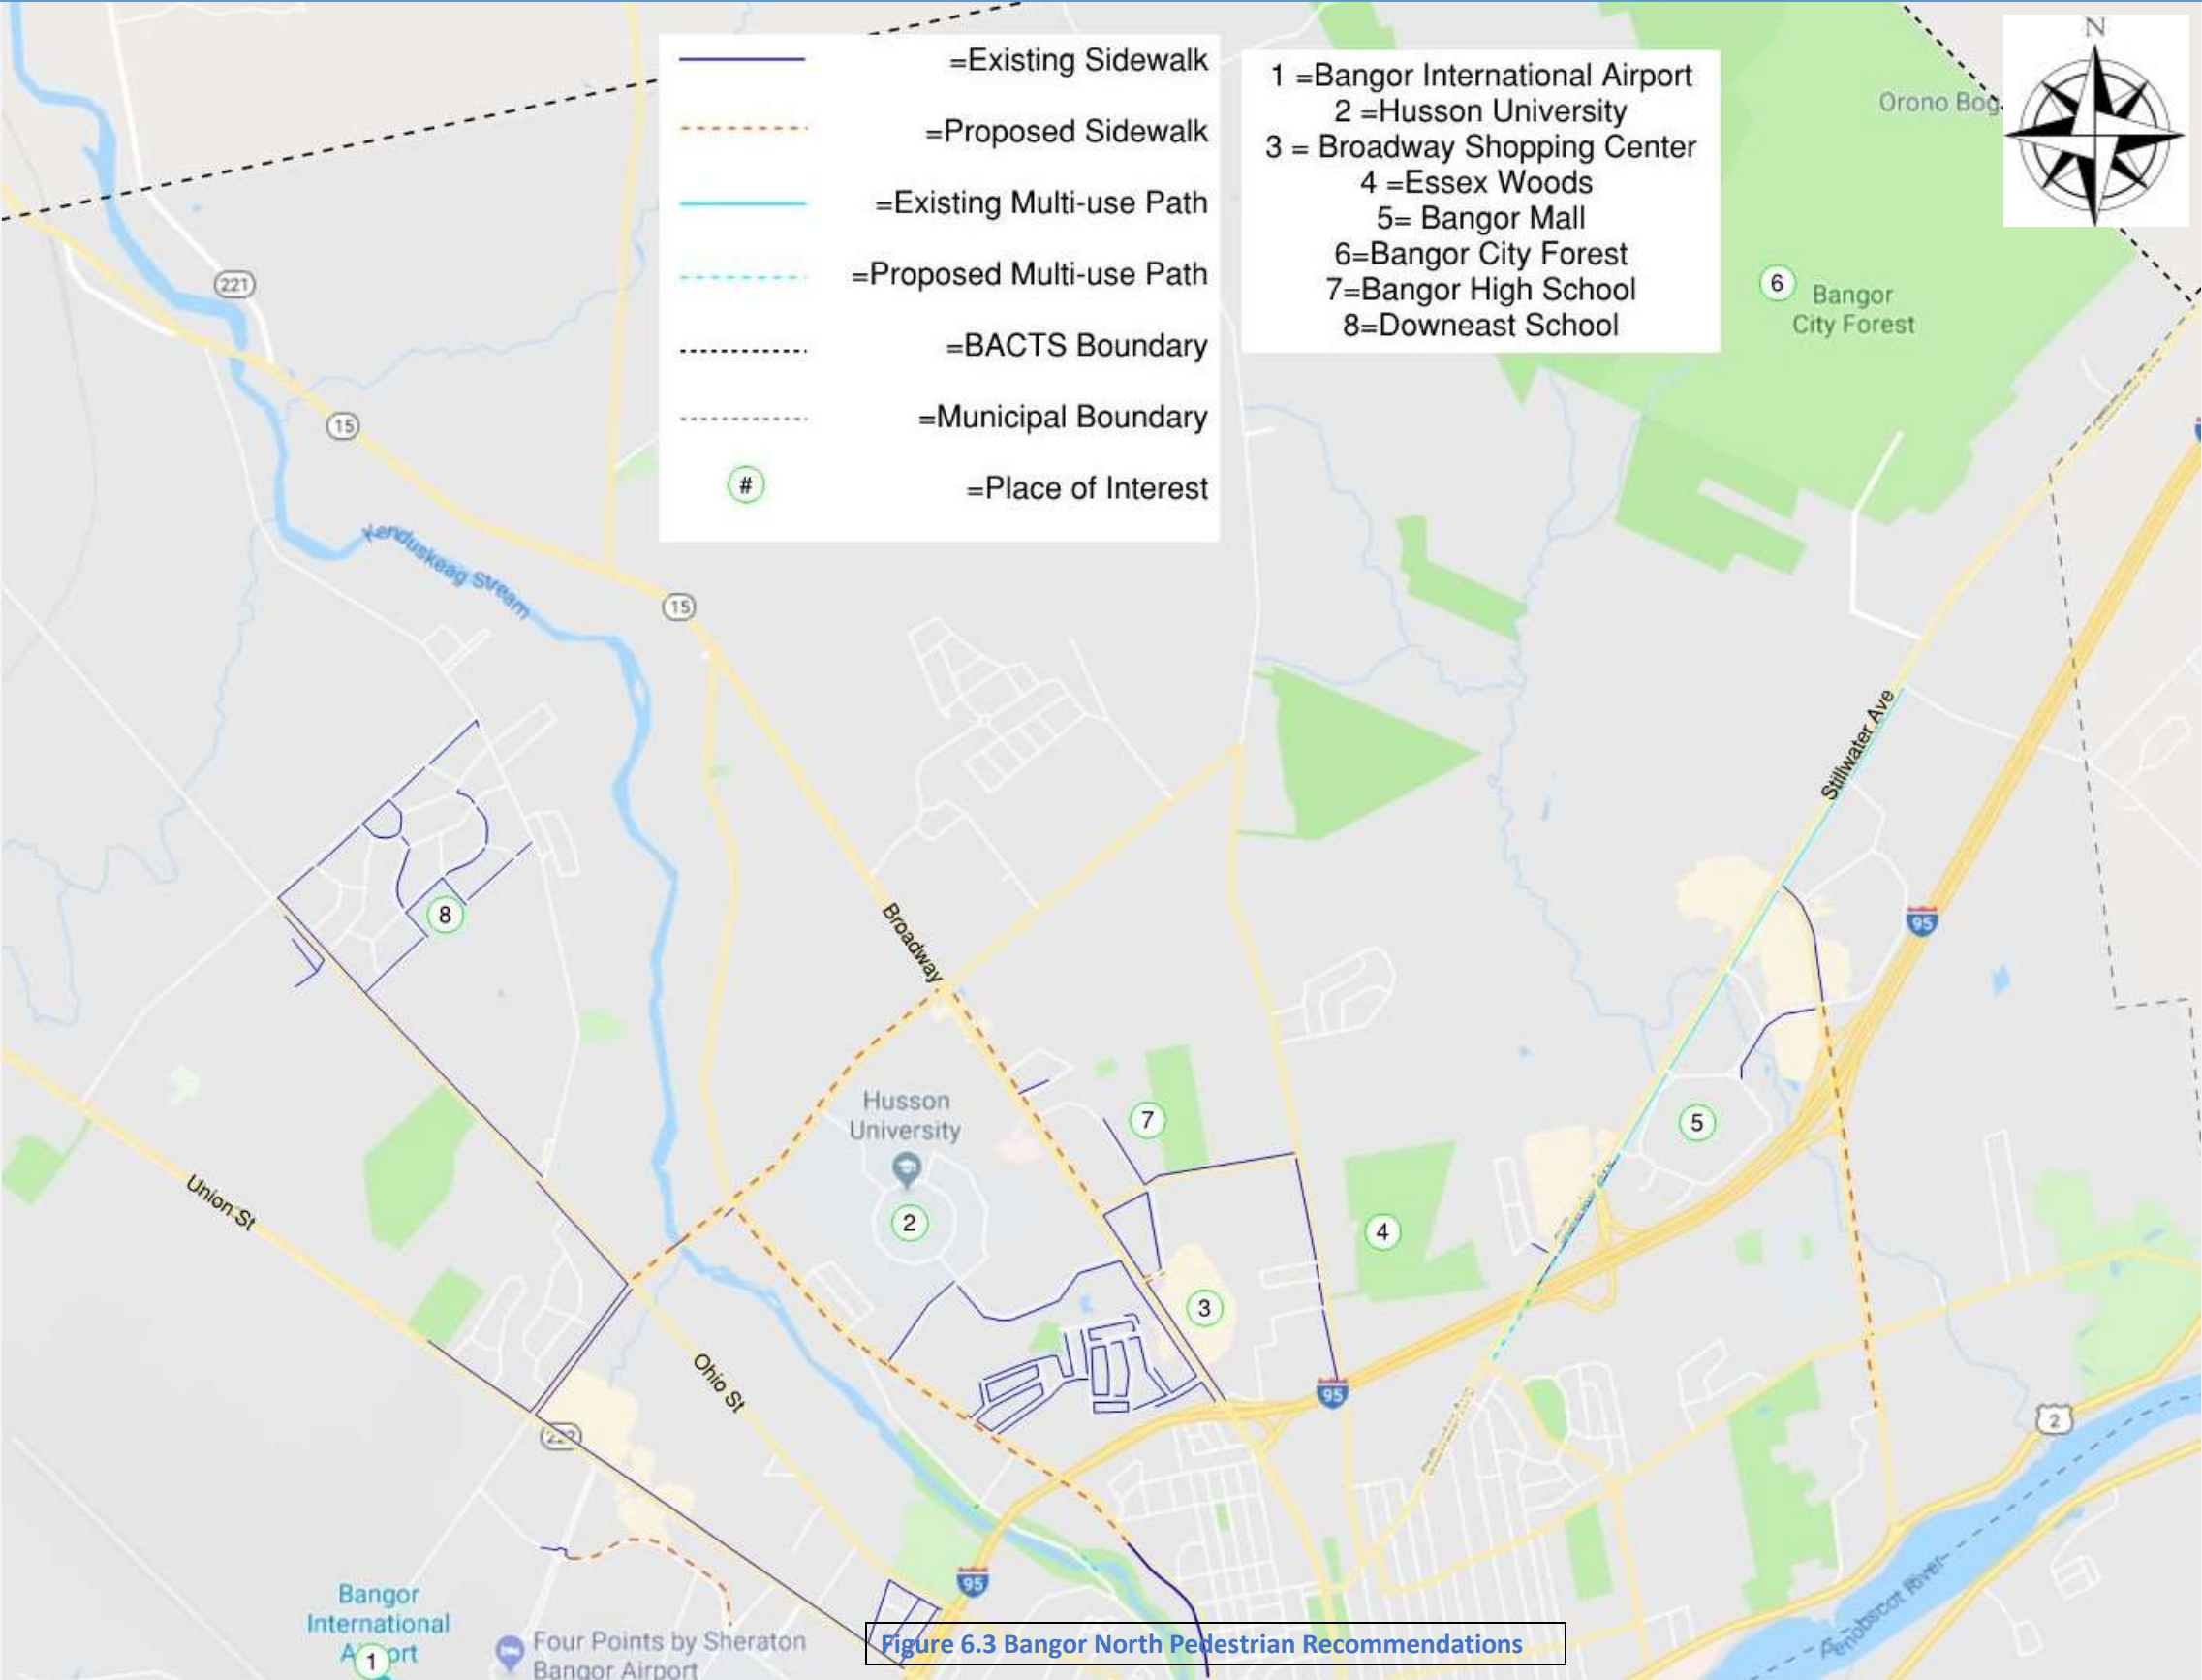 =Existing Sidewalk
=Proposed Sidewalk
=Existing Multi-use Path
=Proposed Multi-use Path
=BACTS Boundary
=Municipal Boundary
#
=Place of Interest
1 =Bangor International Airport
2 =Husson University
3 = Broadway Shopping Center
4 =Essex Woods
5= Bangor Mall
6=Bangor City Forest
7=Bangor High School
8=Downeast School
N
Orono Bog
6
Bangor
City Forest
221
15
Kenduskeag Stream
15
Stillwater Ave
8
Broadway
95
Husson
University
7
5
Union St
2
4
3
Ohio St
95
2
222
95
Bangor
International
Airport
1
Four Points by Sheraton
Bangor Airport
Penobscot River
Figure 6.3 Bangor North Pedestrian Recommendations